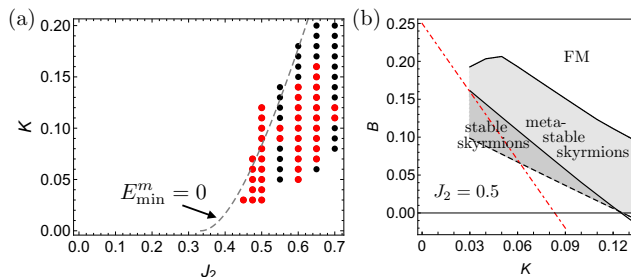 (a)
0.20
0.15
K
0.10
0.05
0.00
E^m_min = 0
0.0 0.1 0.2 0.3 0.4 0.5 0.6 0.7
J_2
(b)
0.25
0.20
0.15
B
0.10
0.05
0.00
FM
meta-
stable
skyrmions
stable
skyrmions
J_2 = 0.5
0 0.03 0.06 0.09 0.12
K